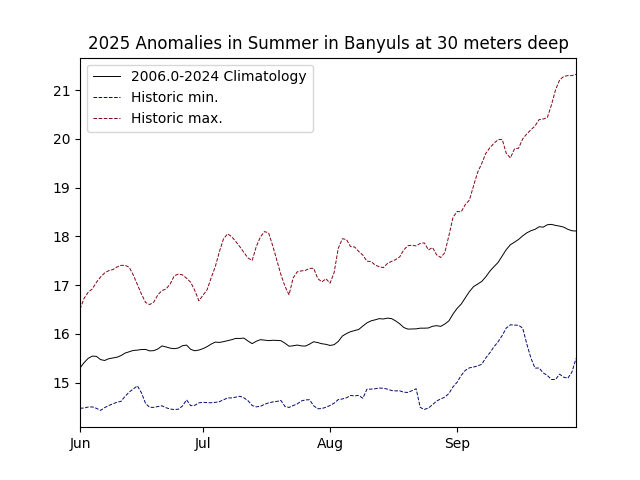 2025 Anomalies in Summer in Banyuls at 30 meters deep
2006.0-2024 Climatology
Historic min.
Historic max.
21
20
19
18
17
16
15
Jun Jul Aug Sep